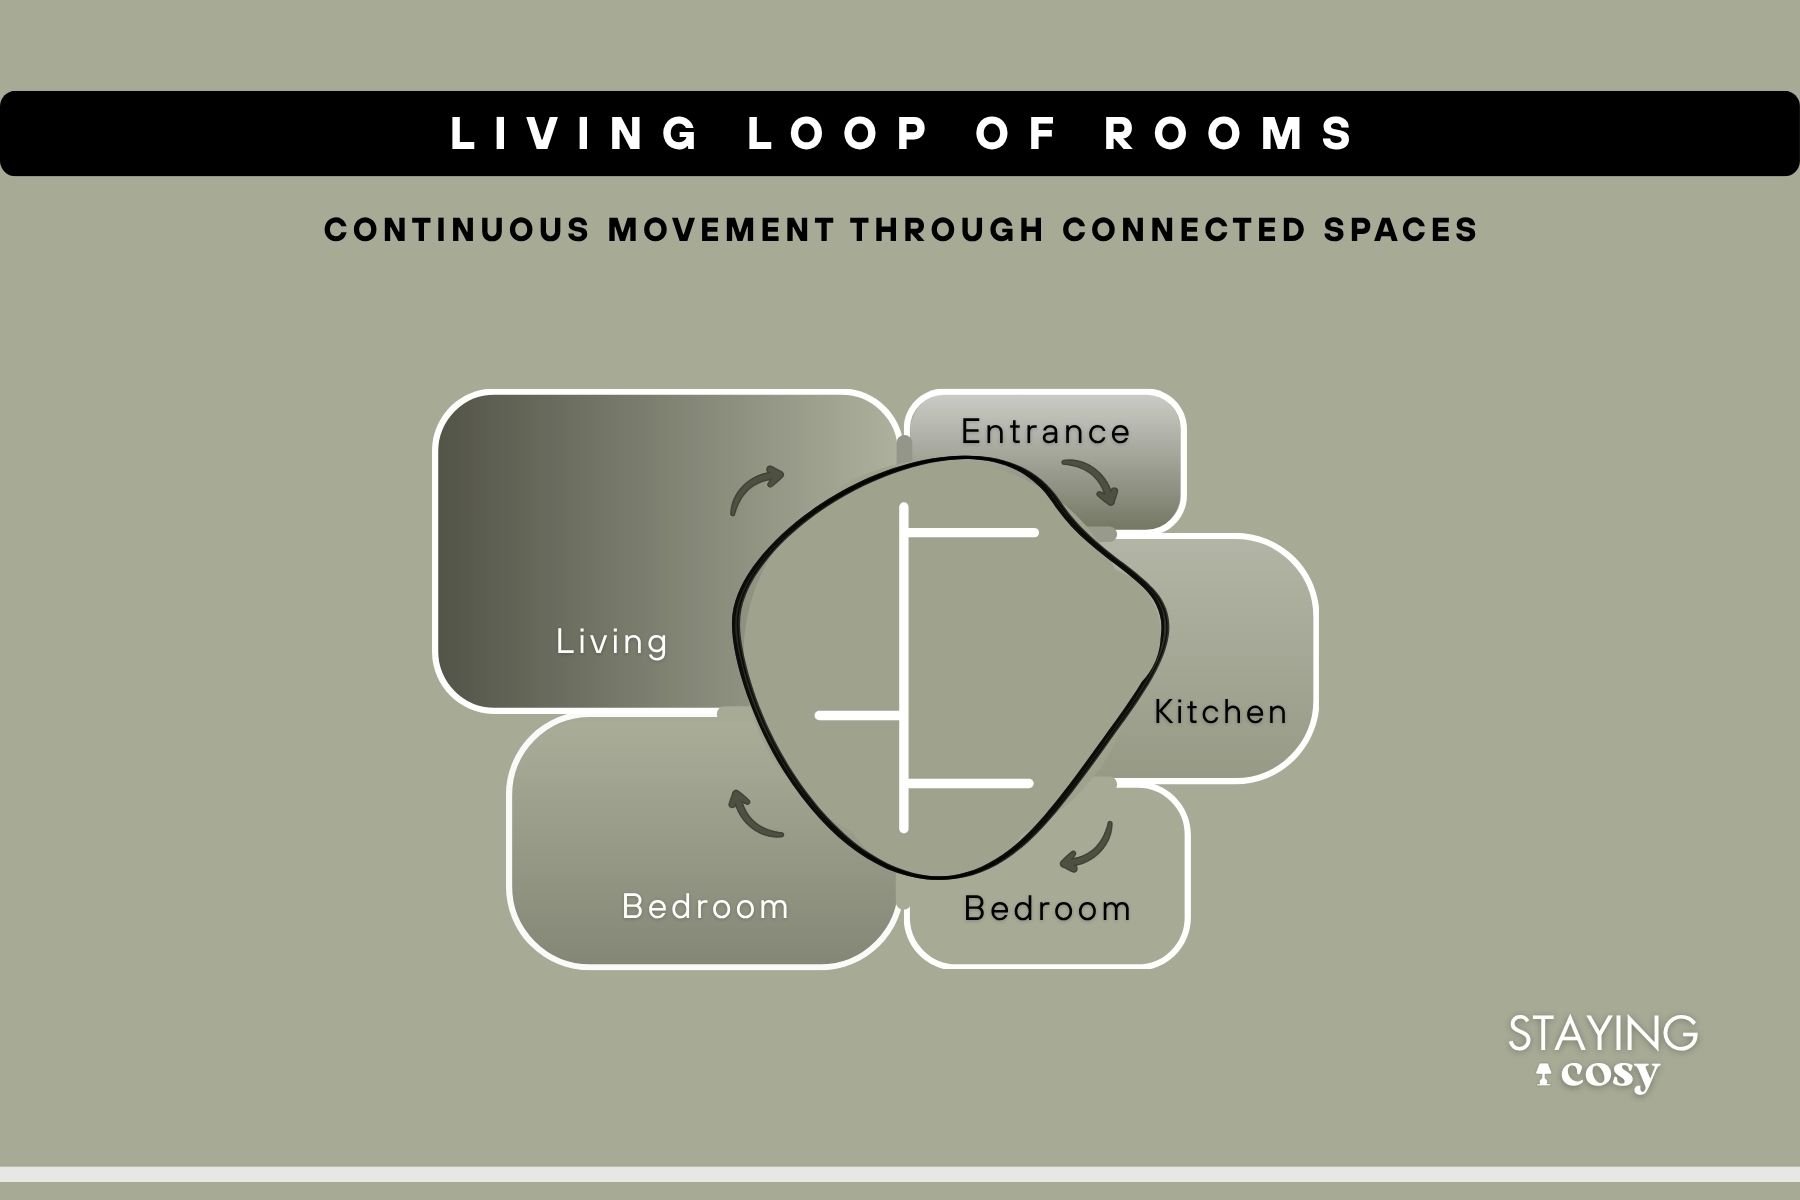 LIVING LOOP OF ROOMS
CONTINUOUS MOVEMENT THROUGH CONNECTED SPACES
Entrance
Living
Kitchen
Bedroom
Bedroom
STAYING
cosy